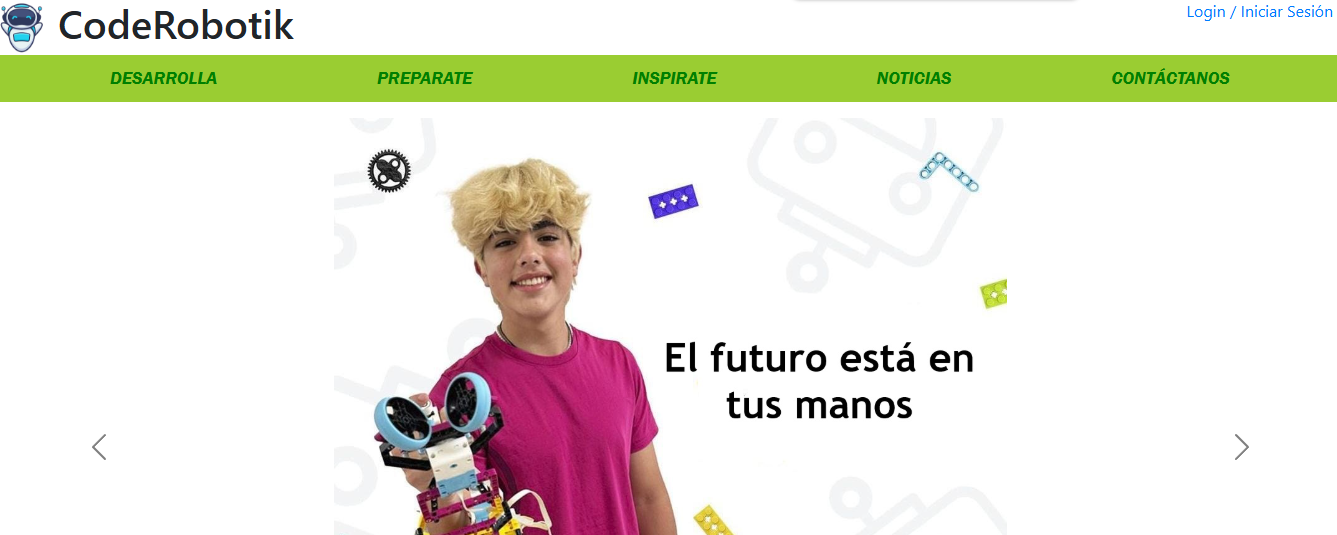 CodeRobotik
Login / Iniciar Sesión
DESARROLLA
PREPARATE
INSPIRATE
NOTICIAS
CONTÁCTANOS
El futuro está en
tus manos